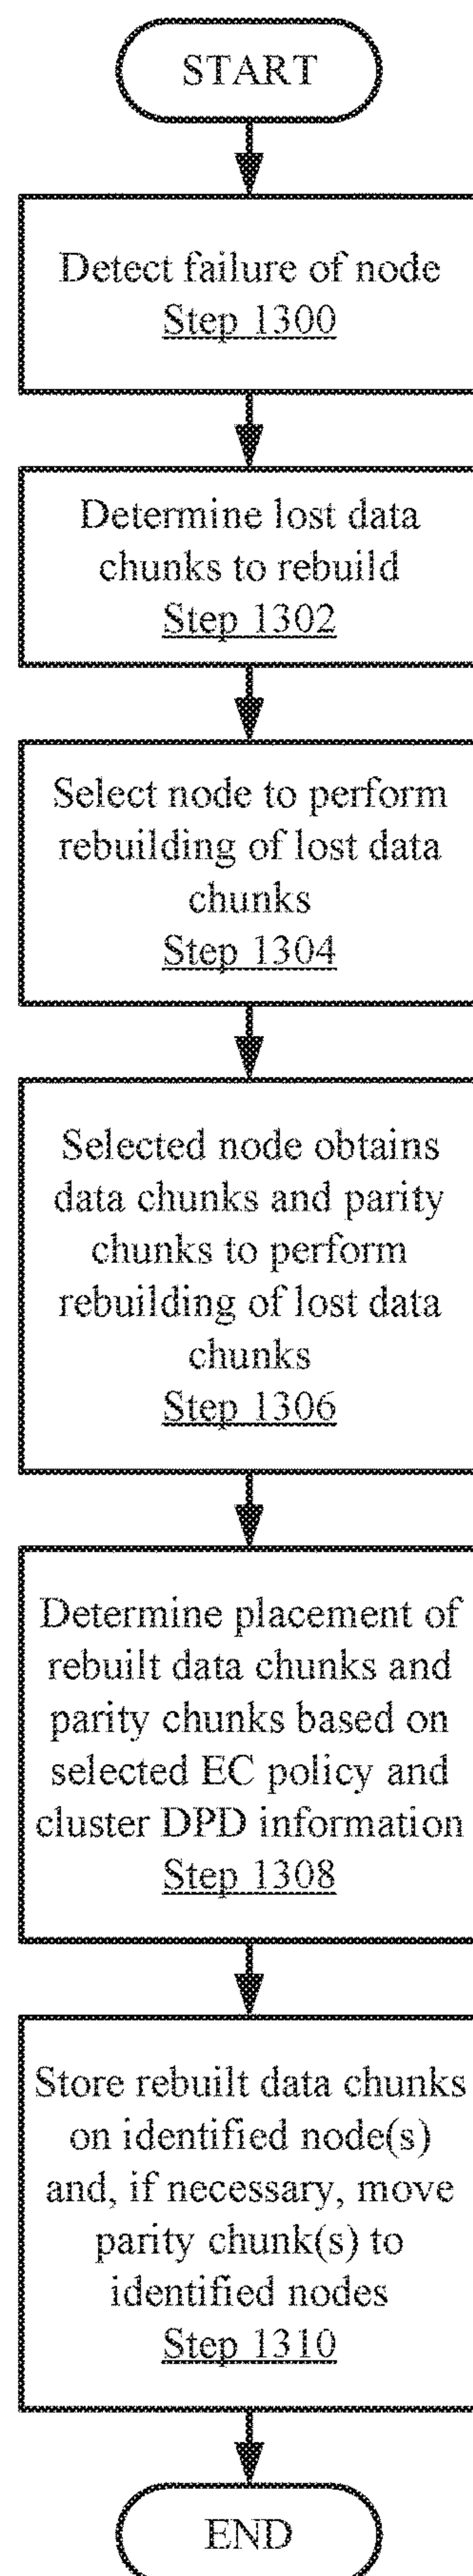 START
Detect failure of node
Step 1300
Determine lost data
chunks to rebuild
Step 1302
Select node to perform
rebuilding of lost data
chunks
Step 1304
Selected node obtains
data chunks and parity
chunks to perform
rebuilding of lost data
chunks
Step 1306
Determine placement of
rebuilt data chunks and
parity chunks based on
selected EC policy and
cluster DPD information
Step 1308
Store rebuilt data chunks
on identified node(s)
and, if necessary, move
parity chunk(s) to
identified nodes
Step 1310
END